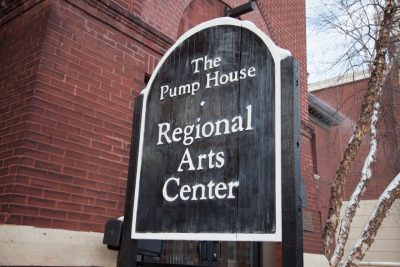 The
Pump House
·
Regional
Arts
Center